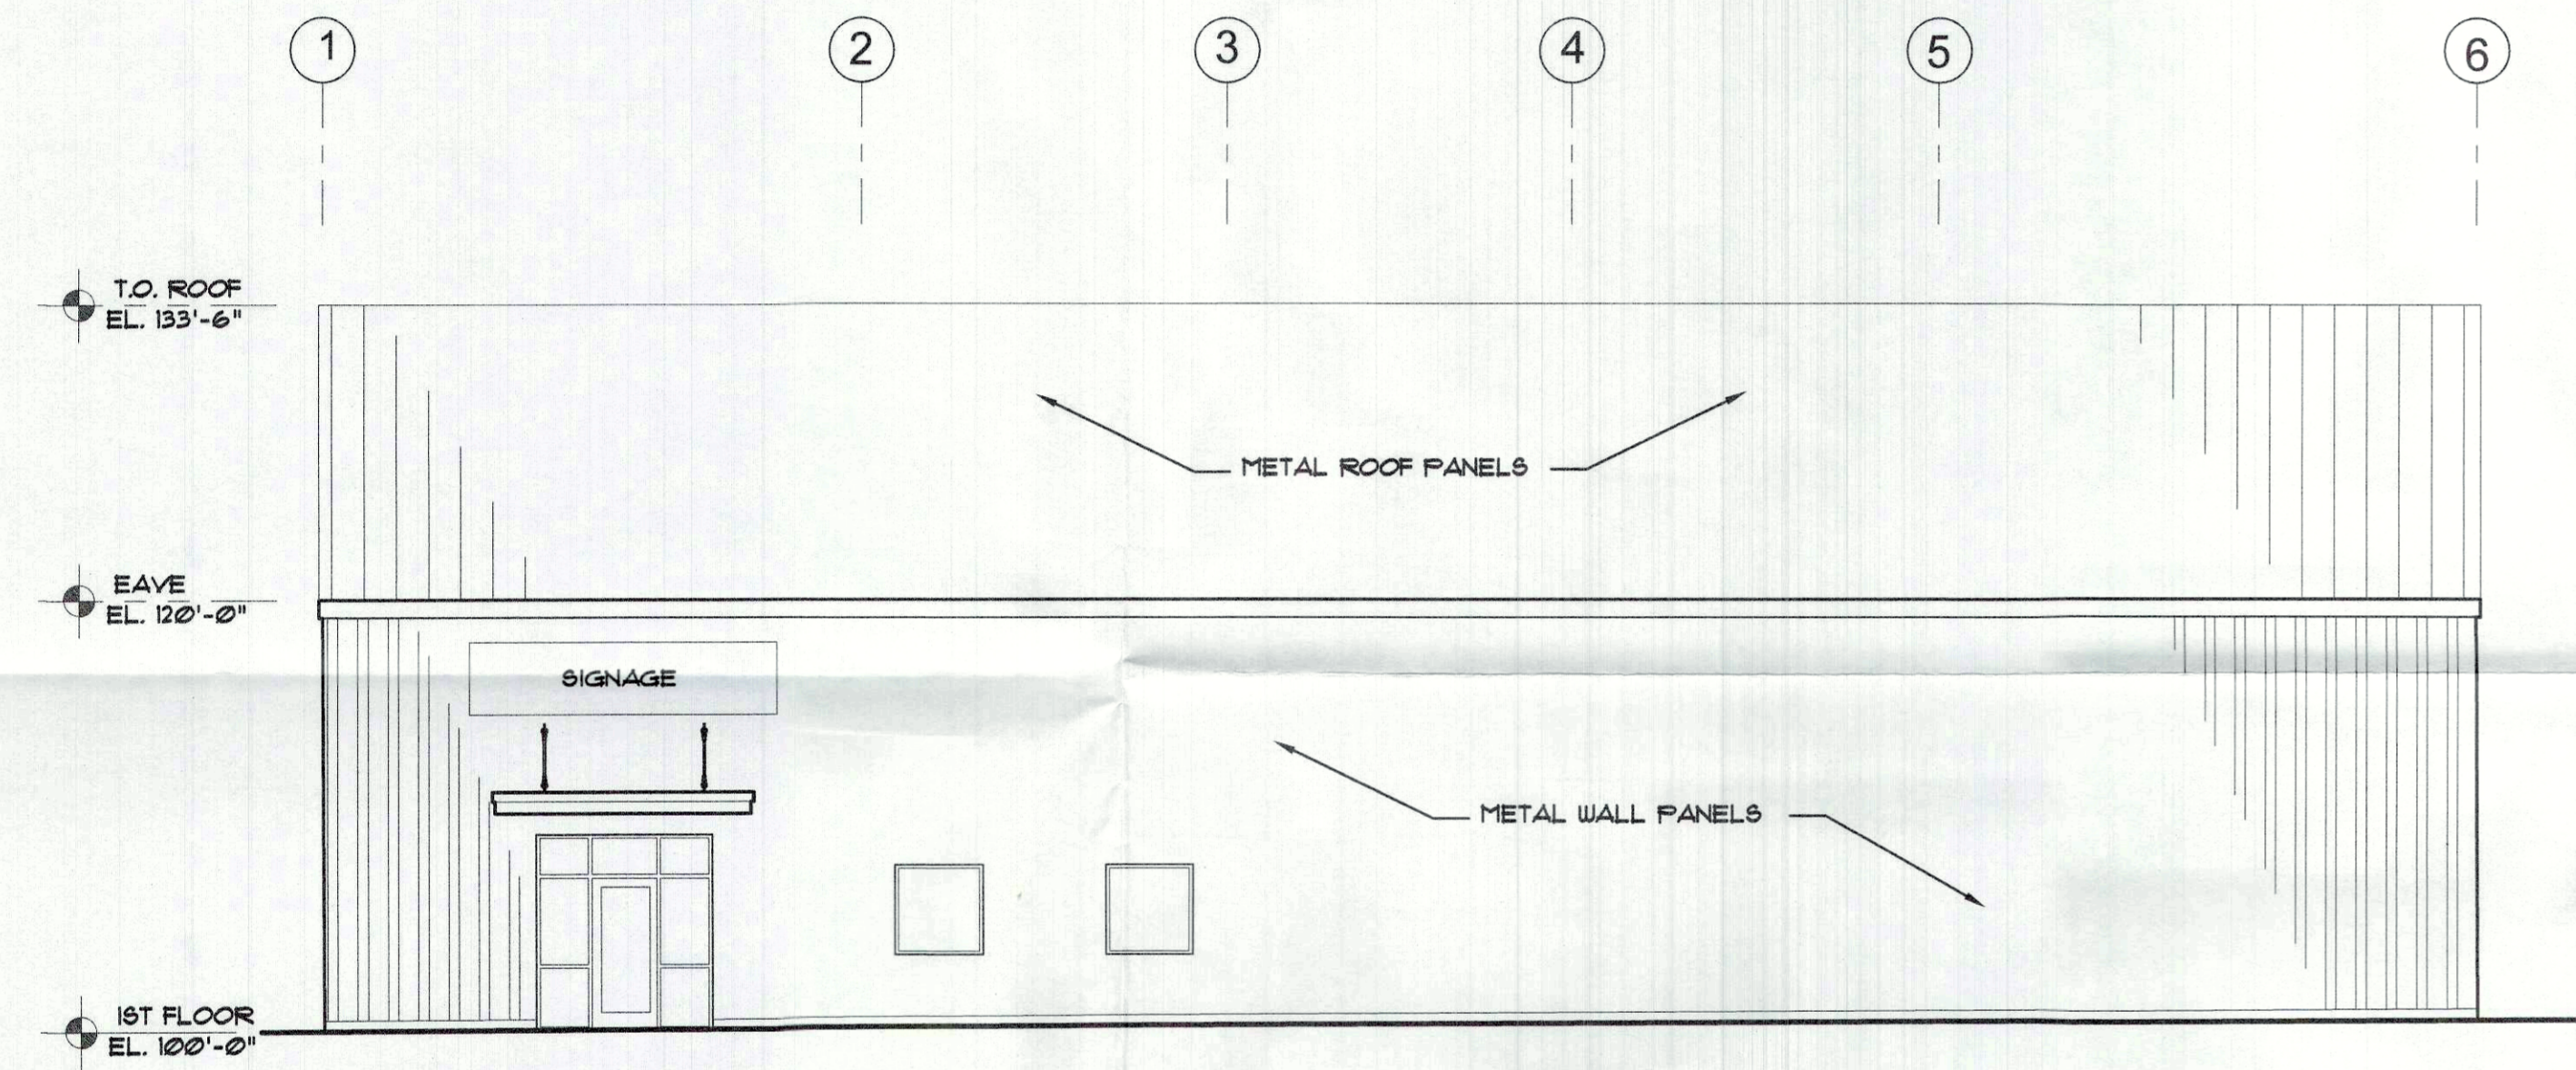 1 2 3 4 5 6
T.O. ROOF
EL. 133'-6"
METAL ROOF PANELS
EAVE
EL. 120'-0"
SIGNAGE
METAL WALL PANELS
1ST FLOOR
EL. 100'-0"